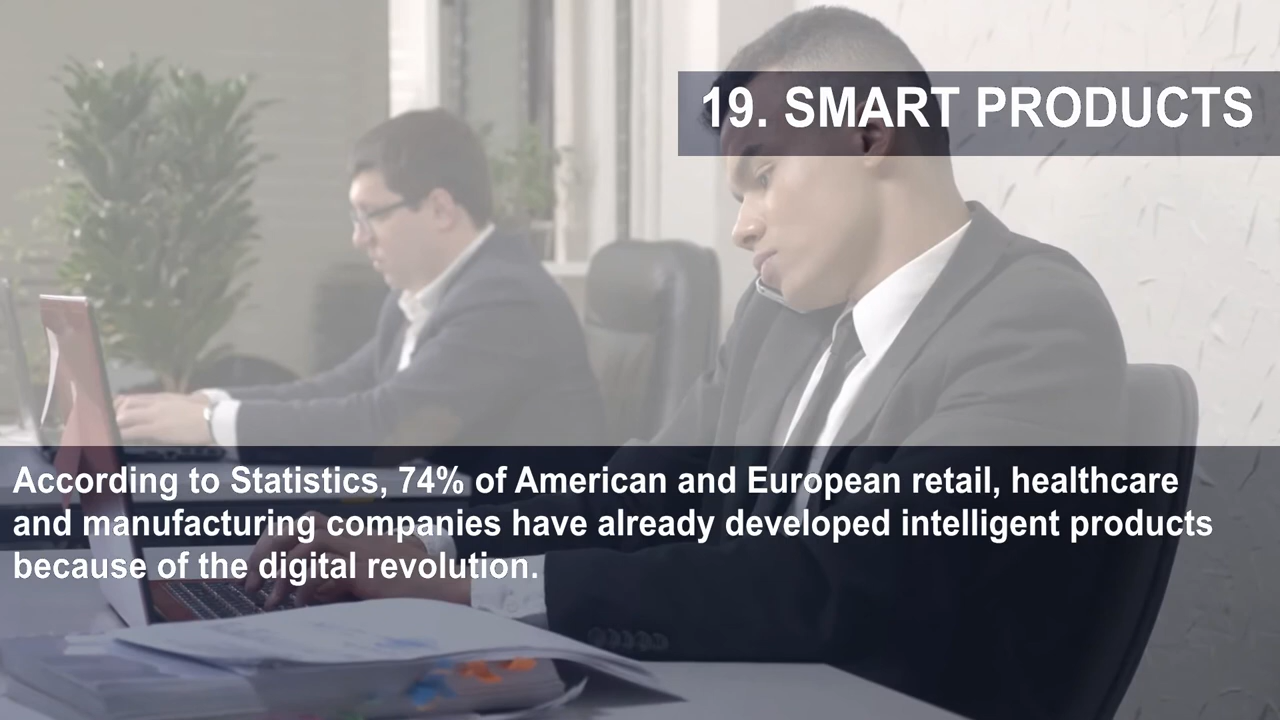 19. SMART PRODUCTS
According to Statistics, 74% of American and European retail, healthcare
and manufacturing companies have already developed intelligent products
because of the digital revolution.